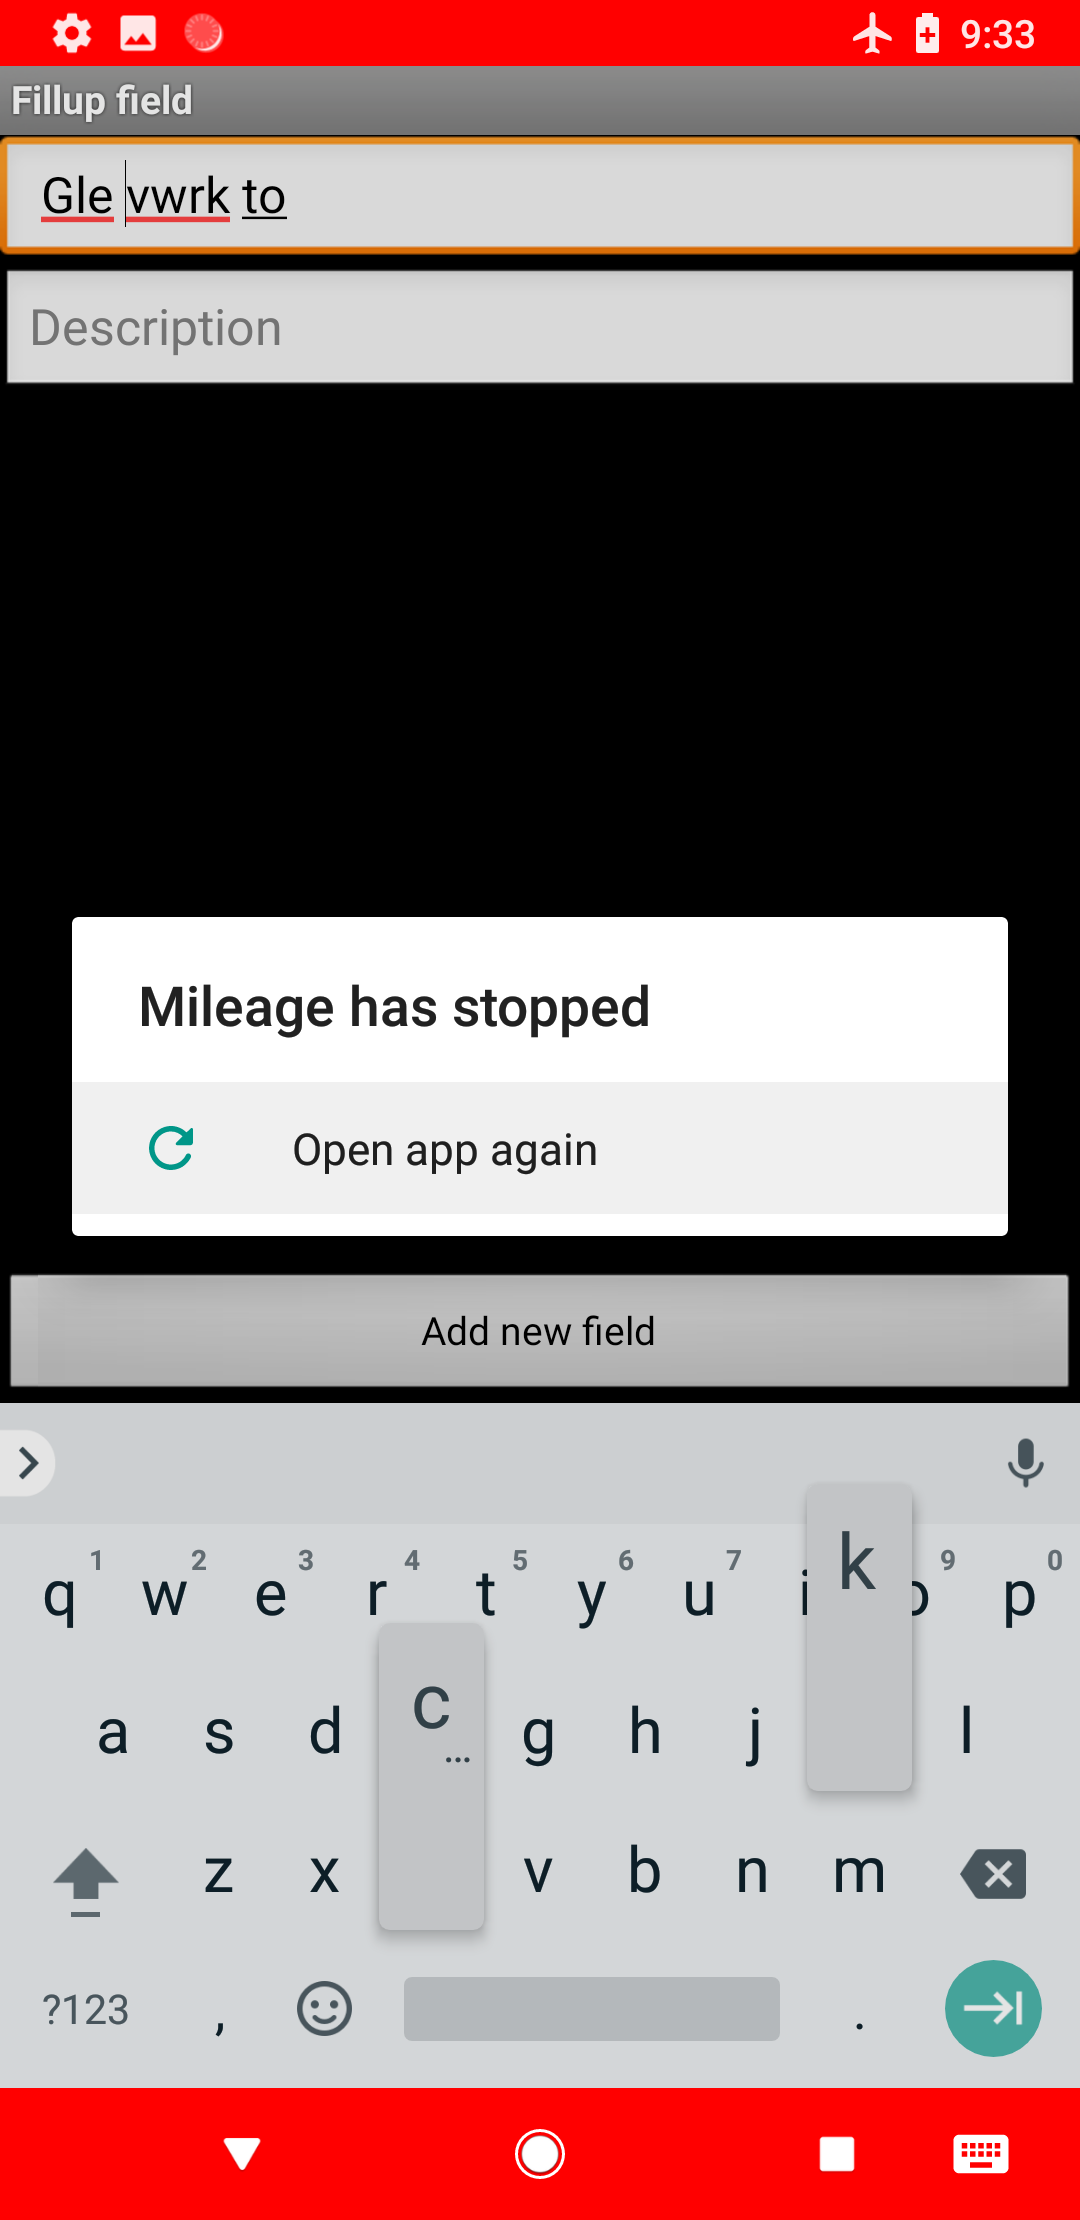 9:33
Fillup field
Gle vwrk to
Description
Mileage has stopped
Open app again
Add new field
1 2 3 4 5 6 7 9 0
q w e r t y u i k o p
a s d c… g h j l
z x v b n m
?123 , .